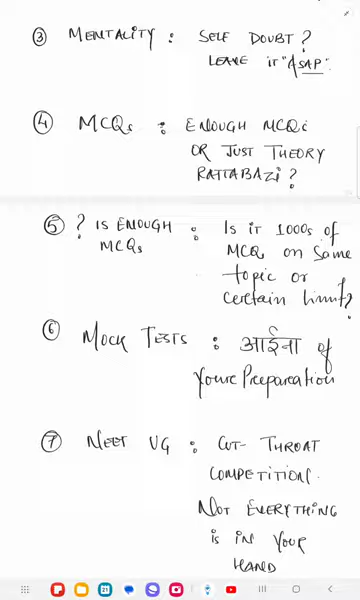 ③ MENTALITY : SELF DOUBT?
LEAVE IT "ASAP".
④ MCQs : ENOUGH MCQs
OR JUST THEORY
RATTABAZI?
⑤ ? IS ENOUGH : Is it 1000s of
MCQs MCQ on same
topic or
certain limit?
⑥ MOCK TESTS : आईना of
Your Preparation
⑦ NEET UG : CUT-THROAT
COMPETITION.
NOT EVERYTHING
is in YOUR
HAND